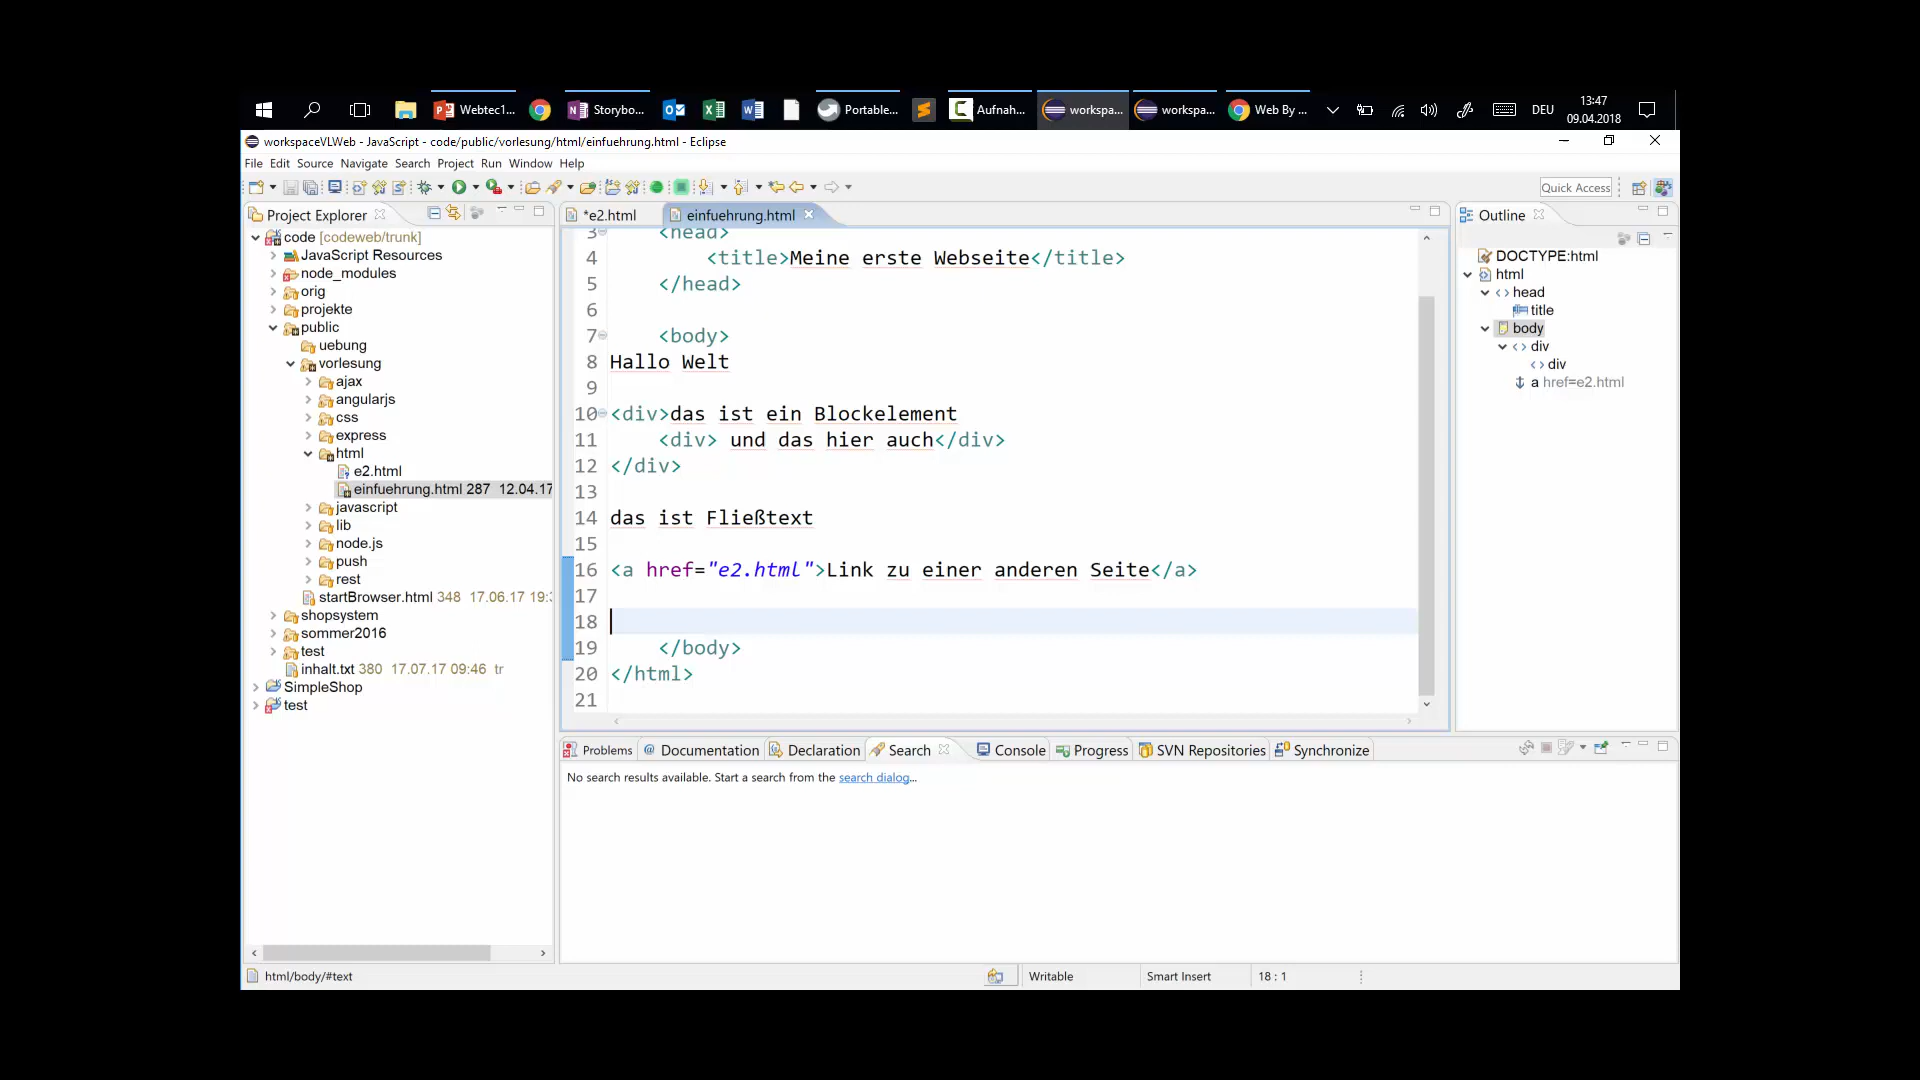 Webtec1...
Storybo...
Portable...
Aufnah...
workspa...
workspa...
Web By ...
DEU
13:47
09.04.2018
workspaceVLWeb - JavaScript - code/public/vorlesung/html/einfuehrung.html - Eclipse
File Edit Source Navigate Search Project Run Window Help
Quick Access
Project Explorer
code [codeweb/trunk]
JavaScript Resources
node_modules
orig
projekte
public
uebung
vorlesung
ajax
angularjs
css
express
html
e2.html
einfuehrung.html 287 12.04.17
javascript
lib
node.js
push
rest
startBrowser.html 348 17.06.17 19:3
shopsystem
sommer2016
test
inhalt.txt 380 17.07.17 09:46 tr
SimpleShop
test
*e2.html
einfuehrung.html
3 <head>
4 <title>Meine erste Webseite</title>
5 </head>
6
7 <body>
8 Hallo Welt
9
10 <div>das ist ein Blockelement
11 <div> und das hier auch</div>
12 </div>
13
14 das ist Fließtext
15
16 <a href="e2.html">Link zu einer anderen Seite</a>
17
18
19 </body>
20 </html>
21
Outline
DOCTYPE:html
html
head
title
body
div
div
a href=e2.html
Problems @ Documentation Declaration Search Console Progress SVN Repositories Synchronize
No search results available. Start a search from the search dialog...
html/body/#text
Writable
Smart Insert
18 : 1